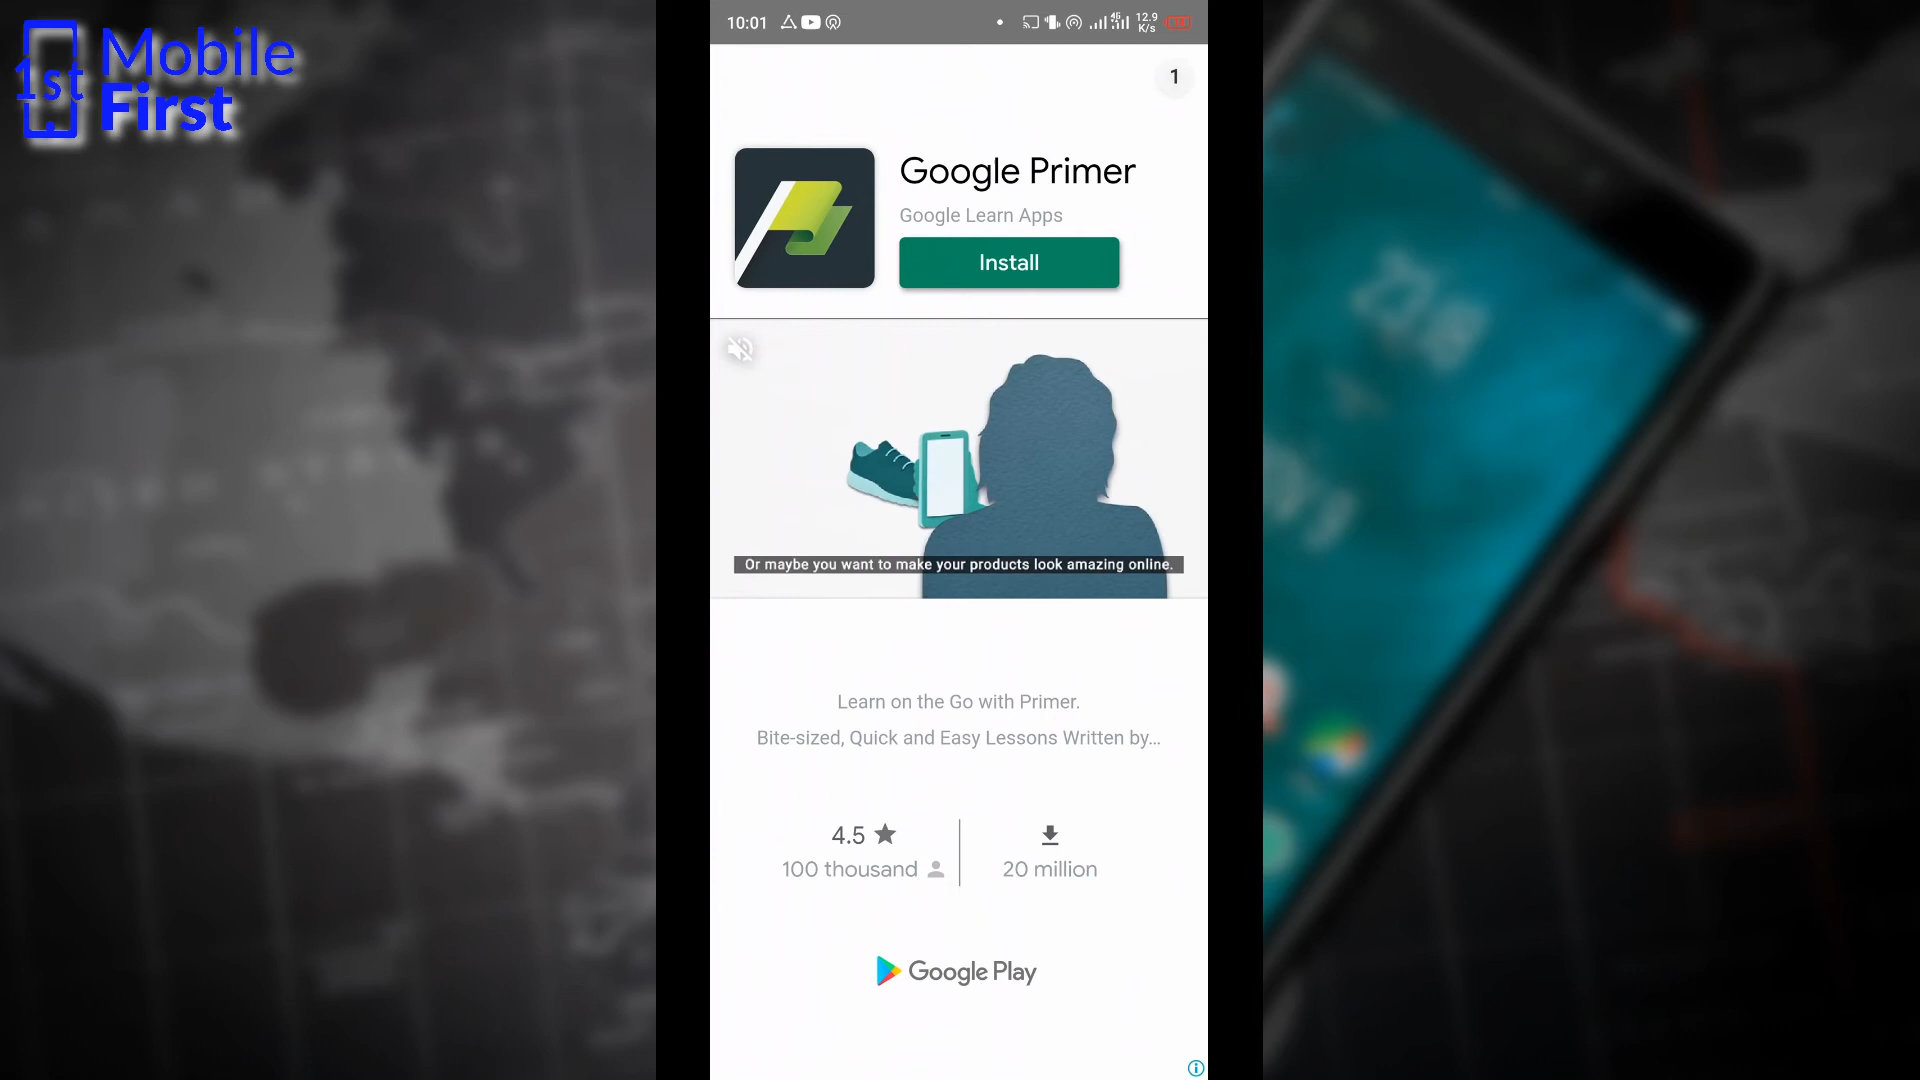 1st Mobile
First
10:01
4G
12.9
K/s
1
Google Primer
Google Learn Apps
Install
Or maybe you want to make your products look amazing online.
Learn on the Go with Primer.
Bite-sized, Quick and Easy Lessons Written by...
4.5
100 thousand
20 million
Google Play